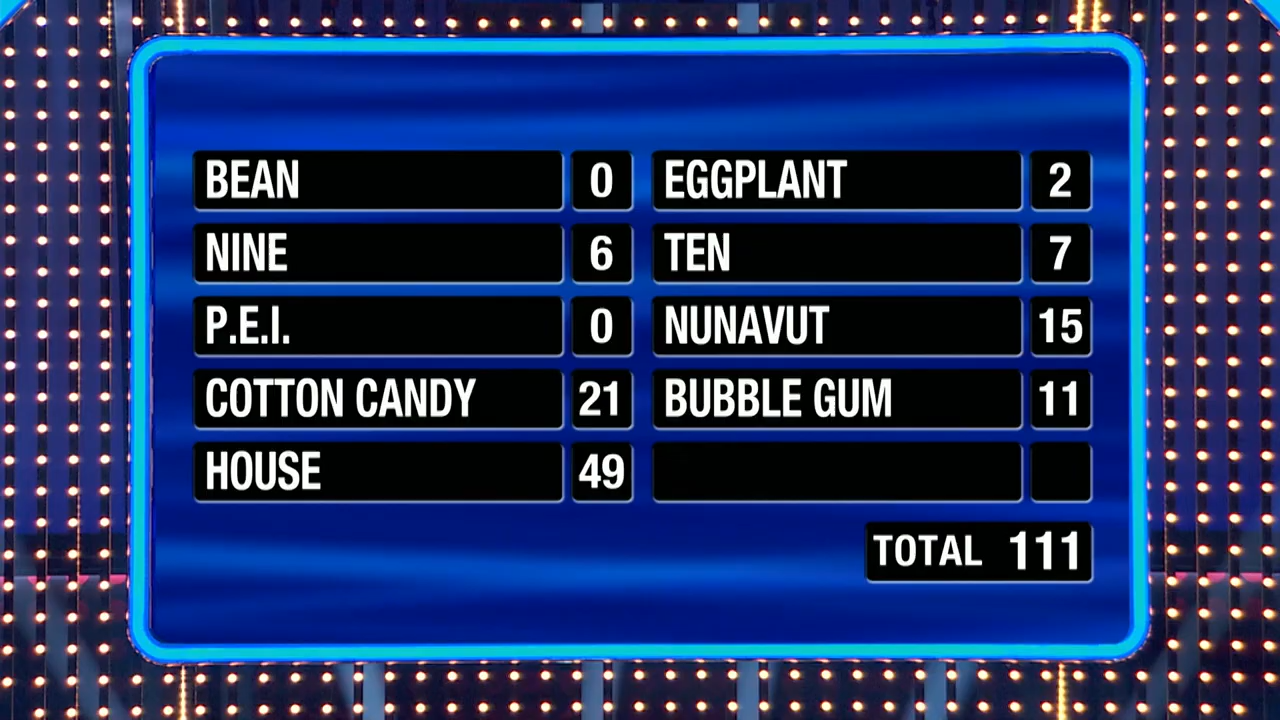 BEAN 0
NINE 6
P.E.I. 0
COTTON CANDY 21
HOUSE 49
EGGPLANT 2
TEN 7
NUNAVUT 15
BUBBLE GUM 11
TOTAL 111